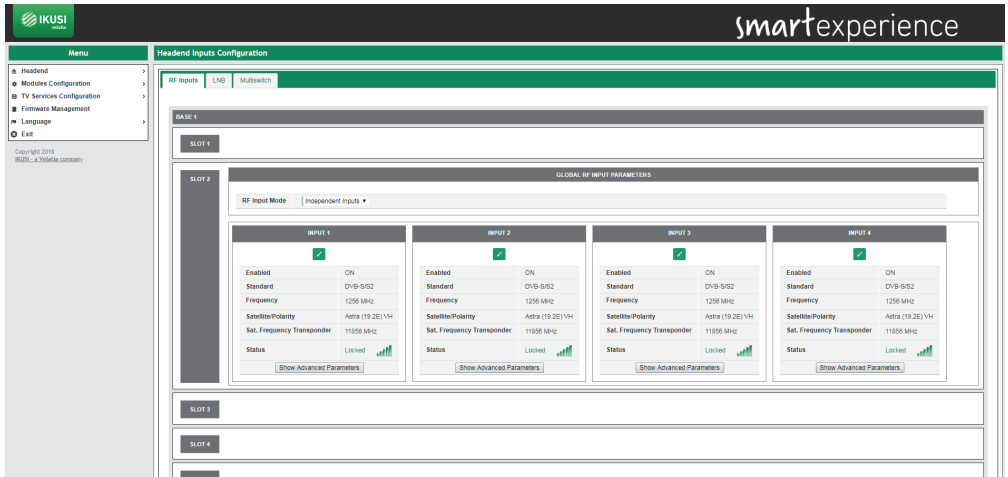 IKUSI
velatia
smartexperience
Menu
Headend
Modules Configuration
TV Services Configuration
Firmware Management
Language
Exit
Copyright 2018
IKUSI - a Velatia company
Headend Inputs Configuration
RF Inputs LNB Multiswitch
BASE 1
SLOT 1
SLOT 2
GLOBAL RF INPUT PARAMETERS
RF Input Mode Independent Inputs
INPUT 1
Enabled ON
Standard DVB-S/S2
Frequency 1256 MHz
Satellite/Polarity Astra (19.2E) VH
Sat. Frequency Transponder 11856 MHz
Status Locked
Show Advanced Parameters
INPUT 2
Enabled ON
Standard DVB-S/S2
Frequency 1256 MHz
Satellite/Polarity Astra (19.2E) VH
Sat. Frequency Transponder 11856 MHz
Status Locked
Show Advanced Parameters
INPUT 3
Enabled ON
Standard DVB-S/S2
Frequency 1256 MHz
Satellite/Polarity Astra (19.2E) VH
Sat. Frequency Transponder 11856 MHz
Status Locked
Show Advanced Parameters
INPUT 4
Enabled ON
Standard DVB-S/S2
Frequency 1256 MHz
Satellite/Polarity Astra (19.2E) VH
Sat. Frequency Transponder 11856 MHz
Status Locked
Show Advanced Parameters
SLOT 3
SLOT 4